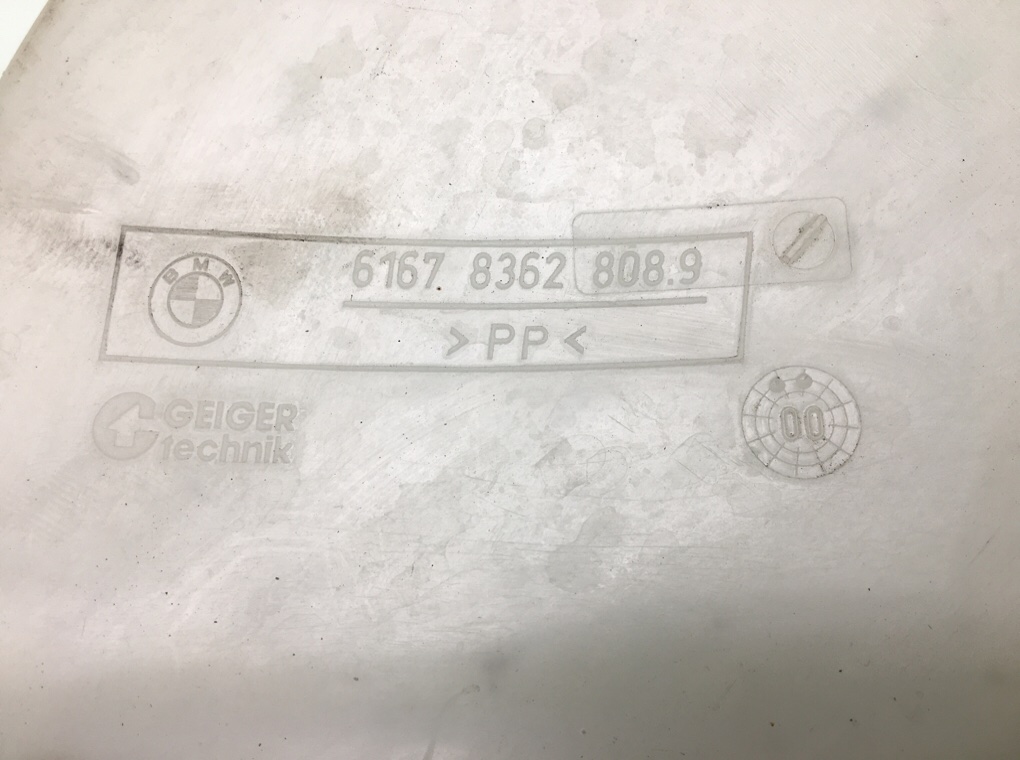 BMW
6167 8362 808.9
>PP<
GEIGER
technik
00